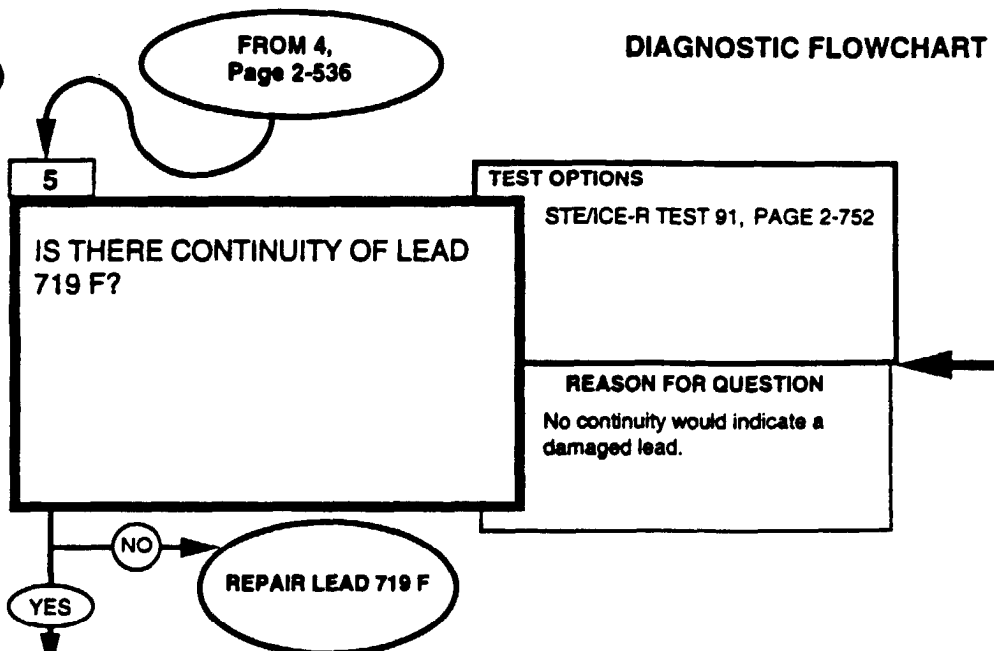 FROM 4,
Page 2-536
DIAGNOSTIC FLOWCHART
5
IS THERE CONTINUITY OF LEAD
719 F?
TEST OPTIONS
STE/ICE-R TEST 91, PAGE 2-752
REASON FOR QUESTION
No continuity would indicate a
damaged lead.
NO
REPAIR LEAD 719 F
YES